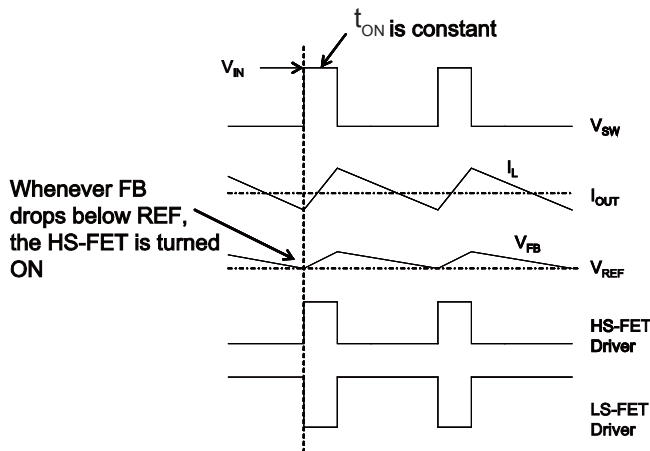 tON is constant
VIN
VSW
IL
IOUT
Whenever FB
drops below REF,
the HS-FET is turned
ON
VFB
VREF
HS-FET
Driver
LS-FET
Driver